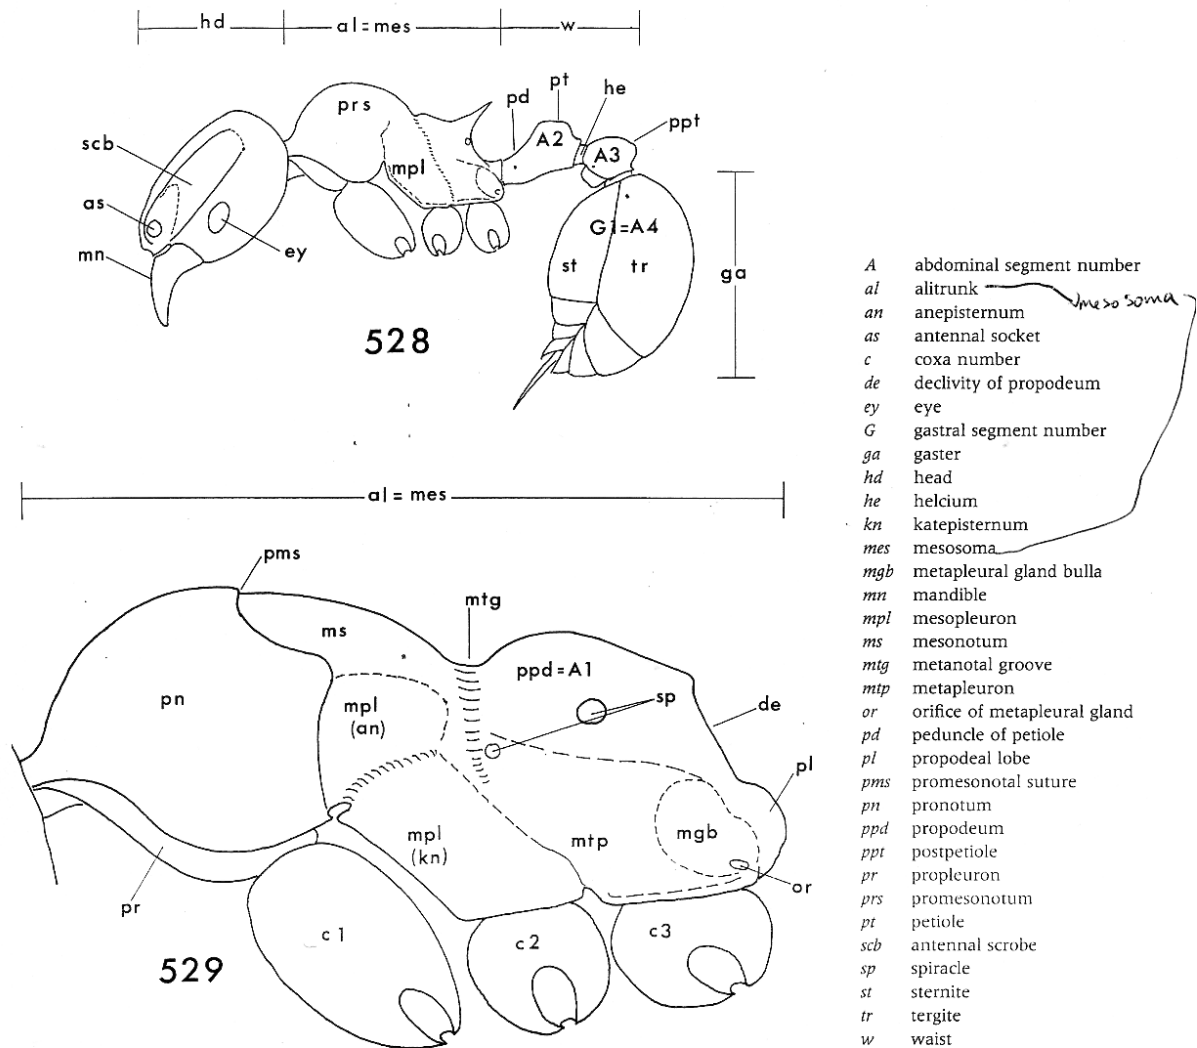 hd
al = mes
w
scb
as
mn
prs
mpl
ey
pd
pt
he
ppt
A2
A3
G1=A4
st
tr
ga
528
al = mes
pms
ms
mtg
pn
mpl
(an)
ppd=A1
sp
de
pl
mpl
(kn)
mtp
mgb
or
pr
c1
c2
c3
529
A abdominal segment number
al alitrunk mesosoma
an anepisternum
as antennal socket
c coxa number
de declivity of propodeum
ey eye
G gastral segment number
ga gaster
hd head
he helcium
kn katepisternum
mes mesosoma
mgb metapleural gland bulla
mn mandible
mpl mesopleuron
ms mesonotum
mtg metanotal groove
mtp metapleuron
or orifice of metapleural gland
pd peduncle of petiole
pl propodeal lobe
pms promesonotal suture
pn pronotum
ppd propodeum
ppt postpetiole
pr propleuron
prs promesonotum
pt petiole
scb antennal scrobe
sp spiracle
st sternite
tr tergite
w waist